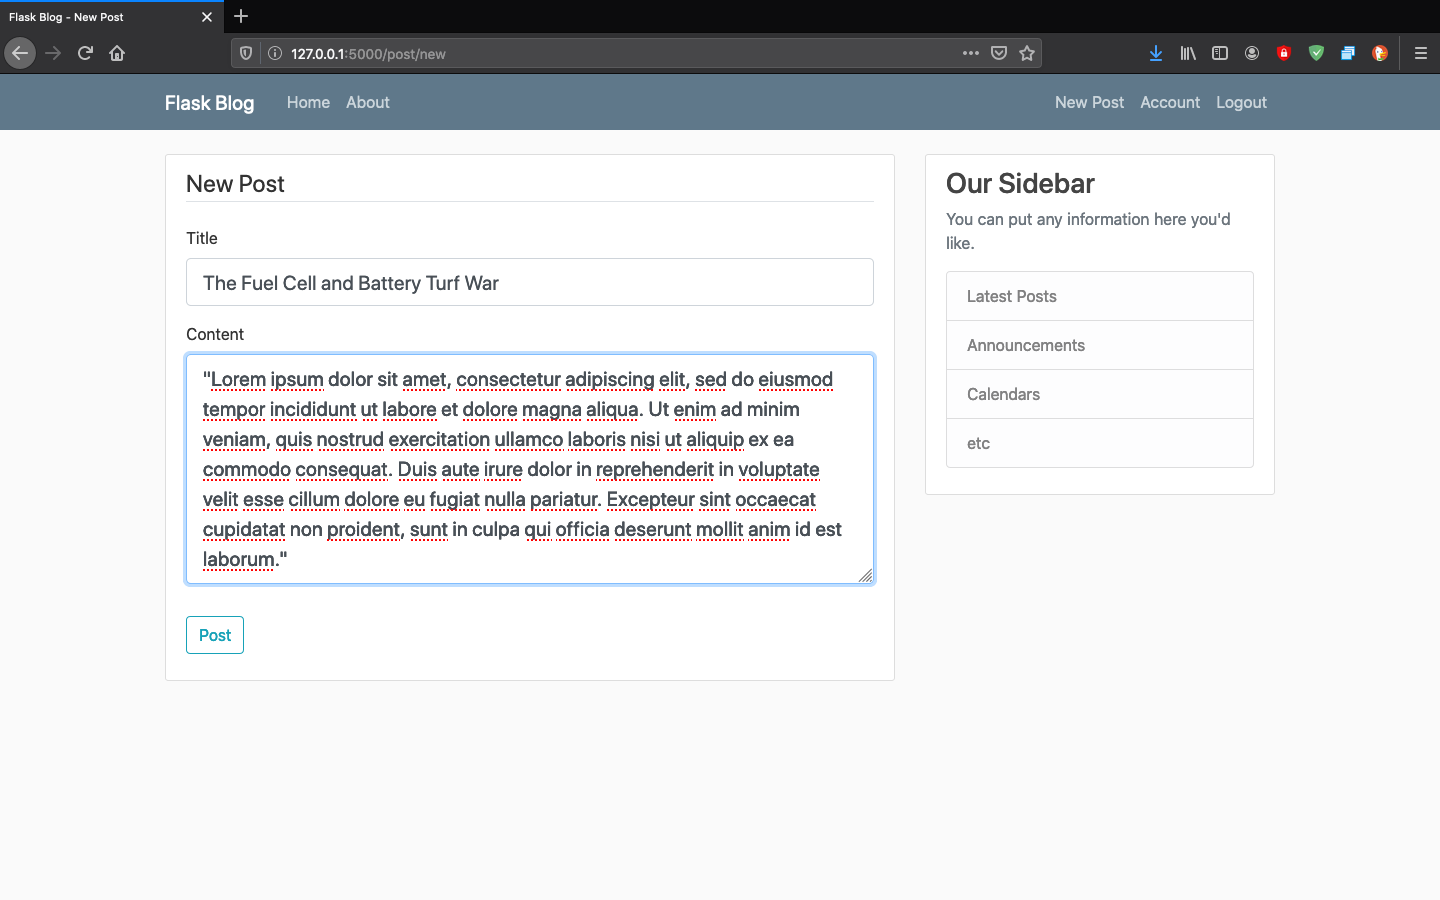 Flask Blog - New Post
127.0.0.1:5000/post/new
Flask Blog Home About New Post Account Logout
New Post
Title
The Fuel Cell and Battery Turf War
Content
"Lorem ipsum dolor sit amet, consectetur adipiscing elit, sed do eiusmod
tempor incididunt ut labore et dolore magna aliqua. Ut enim ad minim
veniam, quis nostrud exercitation ullamco laboris nisi ut aliquip ex ea
commodo consequat. Duis aute irure dolor in reprehenderit in voluptate
velit esse cillum dolore eu fugiat nulla pariatur. Excepteur sint occaecat
cupidatat non proident, sunt in culpa qui officia deserunt mollit anim id est
laborum."
Post
Our Sidebar
You can put any information here you'd
like.
Latest Posts
Announcements
Calendars
etc